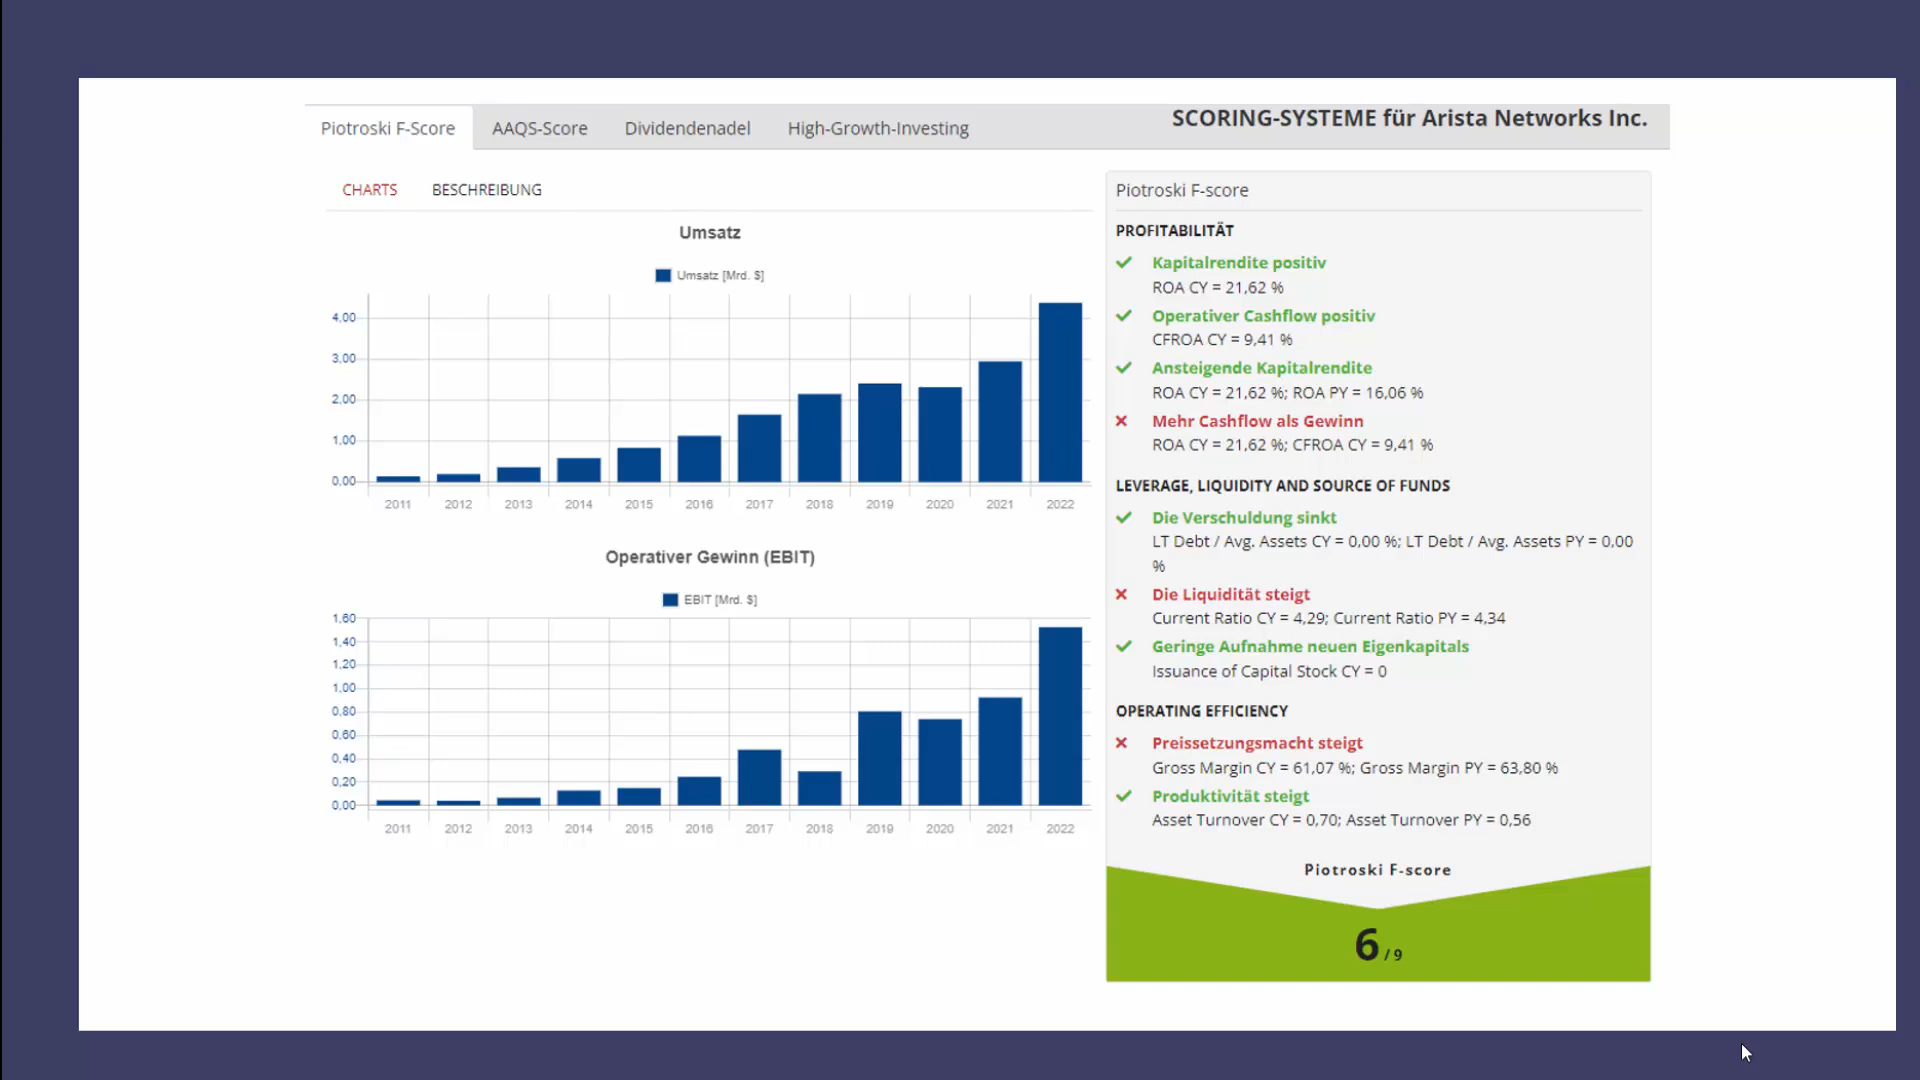 Piotroski F-Score AAQS-Score Dividendenadel High-Growth-Investing SCORING-SYSTEME für Arista Networks Inc.
CHARTS BESCHREIBUNG
Umsatz
Umsatz [Mrd. $]
4,00
3,00
2,00
1,00
0,00
2011 2012 2013 2014 2015 2016 2017 2018 2019 2020 2021 2022
Operativer Gewinn (EBIT)
EBIT [Mrd. $]
1,60
1,40
1,20
1,00
0,80
0,60
0,40
0,20
0,00
2011 2012 2013 2014 2015 2016 2017 2018 2019 2020 2021 2022
Piotroski F-score
PROFITABILITÄT
Kapitalrendite positiv
ROA CY = 21,62 %
Operativer Cashflow positiv
CFROA CY = 9,41 %
Ansteigende Kapitalrendite
ROA CY = 21,62 %; ROA PY = 16,06 %
Mehr Cashflow als Gewinn
ROA CY = 21,62 %; CFROA CY = 9,41 %
LEVERAGE, LIQUIDITY AND SOURCE OF FUNDS
Die Verschuldung sinkt
LT Debt / Avg. Assets CY = 0,00 %; LT Debt / Avg. Assets PY = 0,00
%
Die Liquidität steigt
Current Ratio CY = 4,29; Current Ratio PY = 4,34
Geringe Aufnahme neuen Eigenkapitals
Issuance of Capital Stock CY = 0
OPERATING EFFICIENCY
Preissetzungsmacht steigt
Gross Margin CY = 61,07 %; Gross Margin PY = 63,80 %
Produktivität steigt
Asset Turnover CY = 0,70; Asset Turnover PY = 0,56
Piotroski F-score
6 / 9